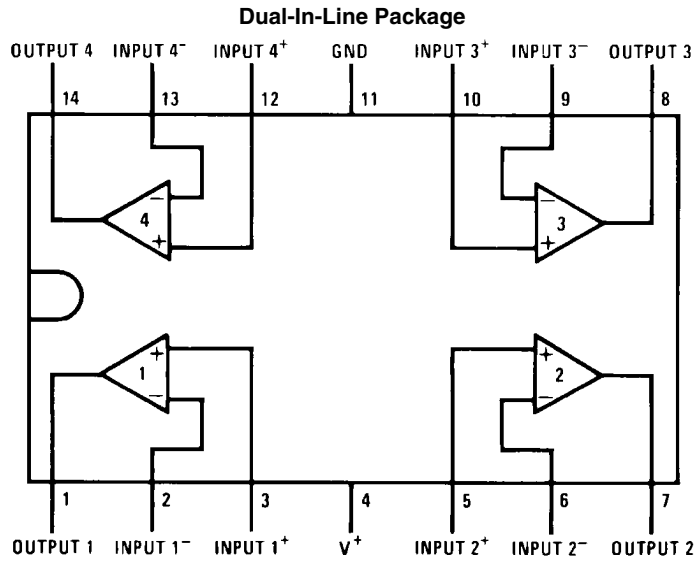 Dual-In-Line Package
OUTPUT 4 INPUT 4⁻ INPUT 4⁺ GND INPUT 3⁺ INPUT 3⁻ OUTPUT 3
14 13 12 11 10 9 8
− −
4 3
+ +
+ +
1 2
− −
1 2 3 4 5 6 7
OUTPUT 1 INPUT 1⁻ INPUT 1⁺ V⁺ INPUT 2⁺ INPUT 2⁻ OUTPUT 2